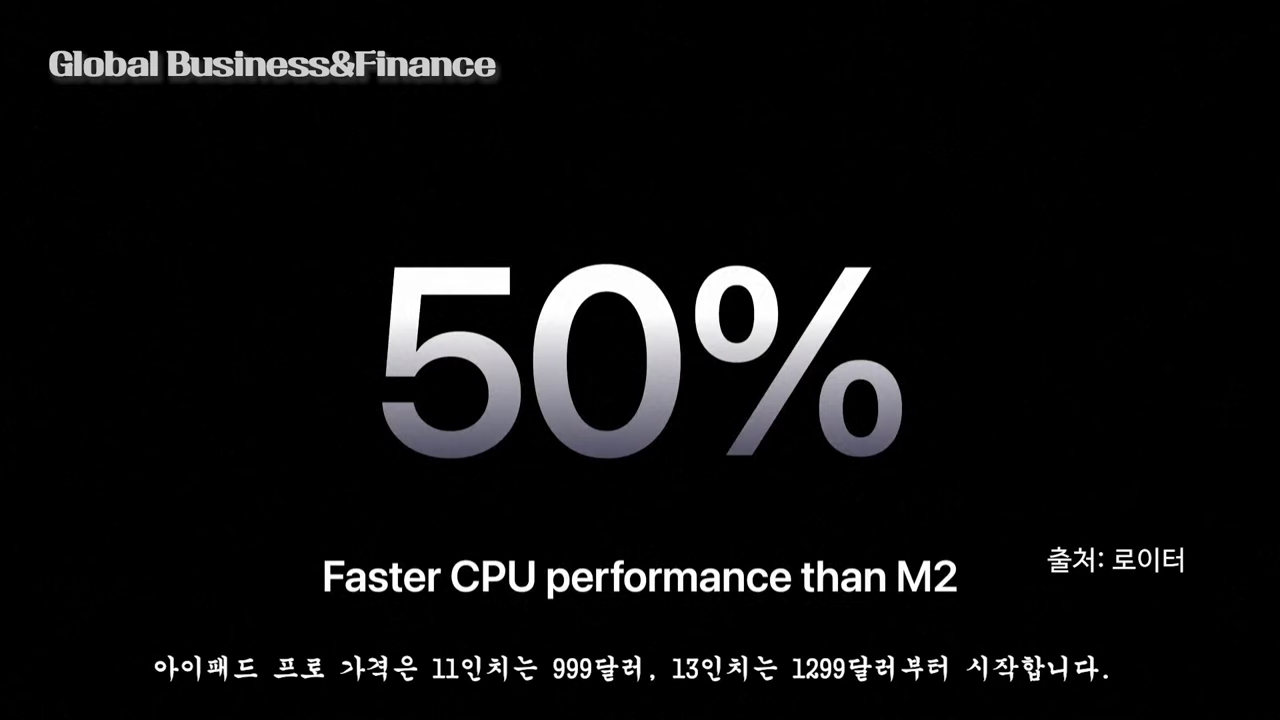 Global Business&Finance
50%
Faster CPU performance than M2
출처: 로이터
아이패드 프로 가격은 11인치는 999달러, 13인치는 1299달러부터 시작합니다.